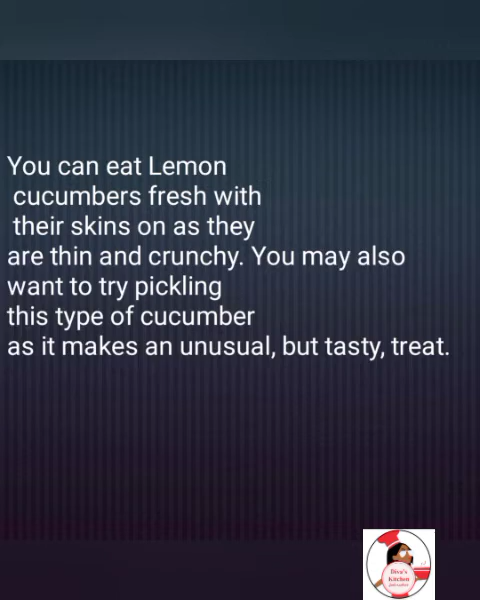 You can eat Lemon
cucumbers fresh with
their skins on as they
are thin and crunchy. You may also
want to try pickling
this type of cucumber
as it makes an unusual, but tasty, treat.
Diva's
kitchen